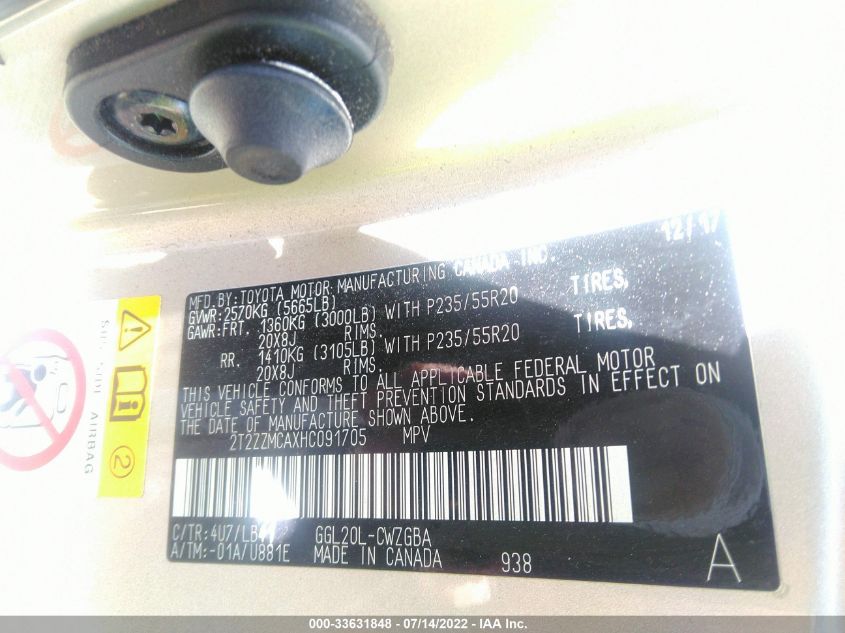 12/17
MFD.BY:TOYOTA MOTOR MANUFACTURING CANADA INC.
GVWR:2570KG (5665LB)
GAWR:FRT. 1360KG (3000LB) WITH P235/55R20 TIRES,
20X8J RIMS.
RR. 1410KG (3105LB) WITH P235/55R20 TIRES,
20X8J RIMS.
THIS VEHICLE CONFORMS TO ALL APPLICABLE FEDERAL MOTOR
VEHICLE SAFETY AND THEFT PREVENTION STANDARDS IN EFFECT ON
THE DATE OF MANUFACTURE SHOWN ABOVE.
2T2ZZMCAXHC091705 MPV
C/TR:4U7/ GGL20L-CWZGBA
A/TM:-01A/U881E MADE IN CANADA 938 A
AIRBAG
2
000-33631848 - 07/14/2022 - IAA Inc.